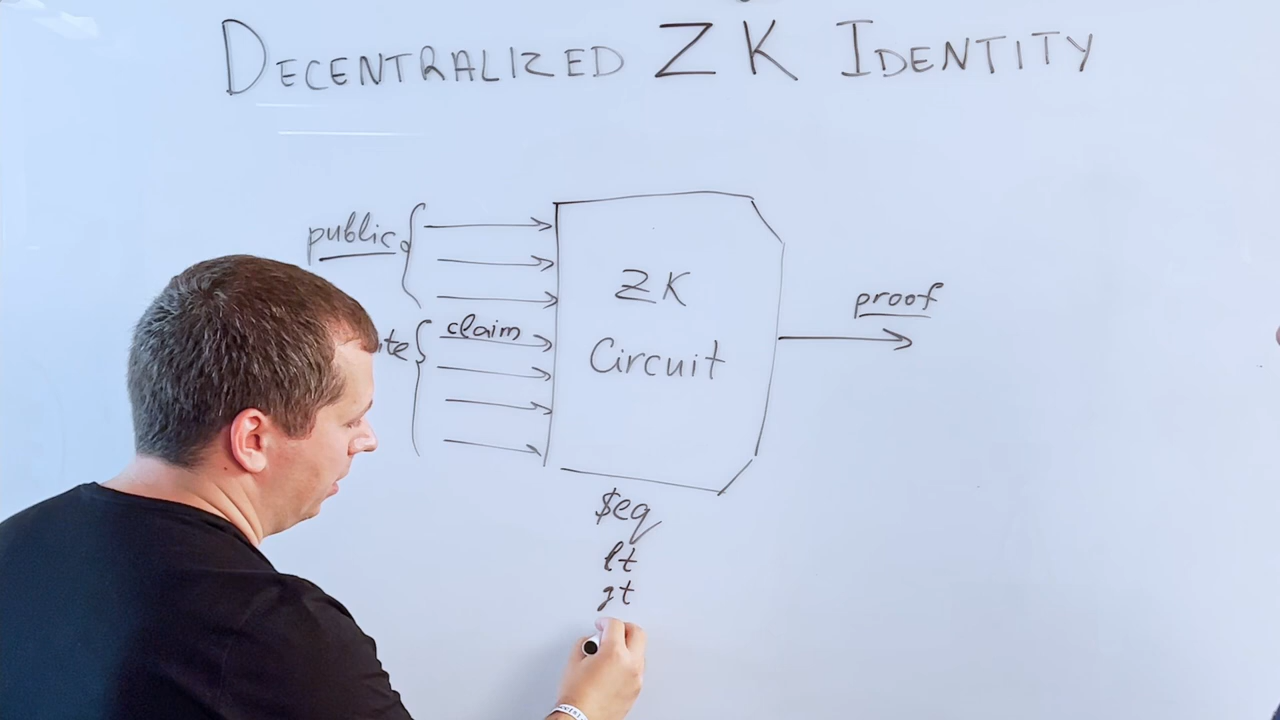 DECENTRALIZED ZK IDENTITY
public
claim
ZK
Circuit
proof
$eq
lt
gt